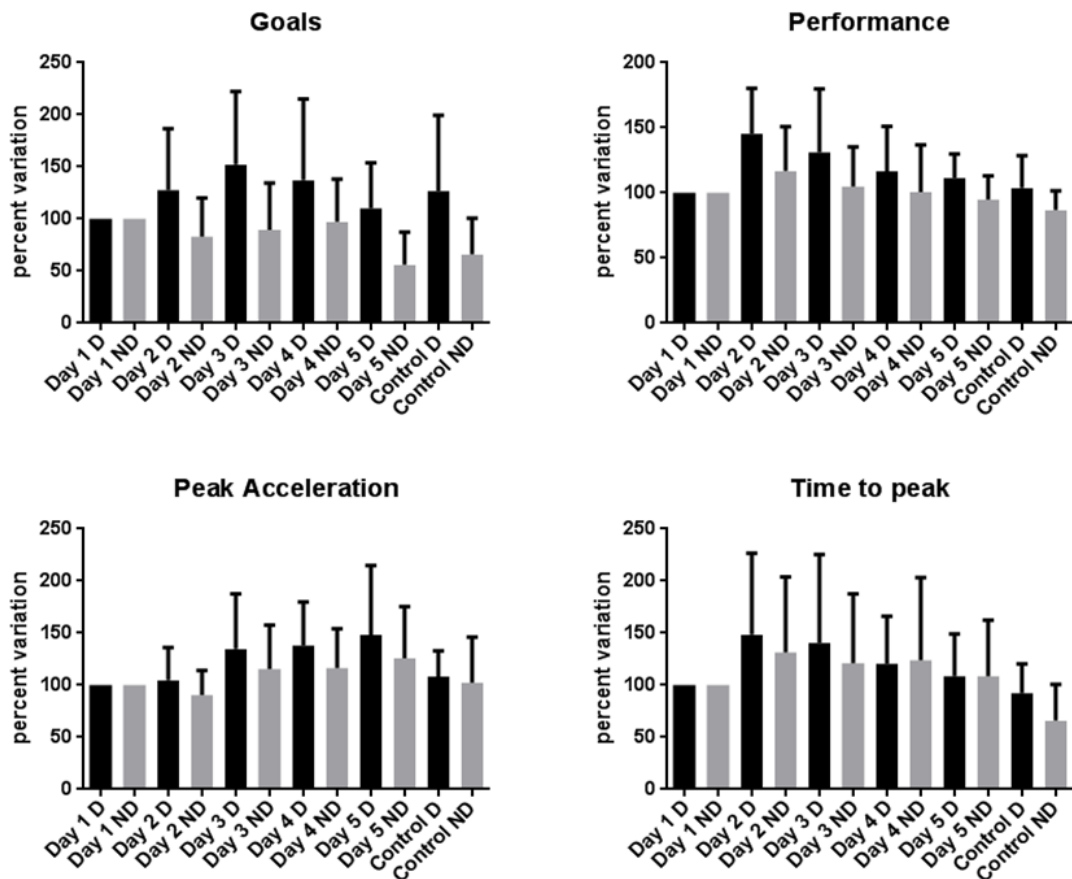 Goals
percent variation
250
200
150
100
50
0
Day 1 D
Day 1 ND
Day 2 D
Day 2 ND
Day 3 D
Day 3 ND
Day 4 D
Day 4 ND
Day 5 D
Day 5 ND
Control D
Control ND
Performance
percent variation
200
150
100
50
0
Day 1 D
Day 1 ND
Day 2 D
Day 2 ND
Day 3 D
Day 3 ND
Day 4 D
Day 4 ND
Day 5 D
Day 5 ND
Control D
Control ND
Peak Acceleration
percent variation
250
200
150
100
50
0
Day 1 D
Day 1 ND
Day 2 D
Day 2 ND
Day 3 D
Day 3 ND
Day 4 D
Day 4 ND
Day 5 D
Day 5 ND
Control D
Control ND
Time to peak
percent variation
250
200
150
100
50
0
Day 1 D
Day 1 ND
Day 2 D
Day 2 ND
Day 3 D
Day 3 ND
Day 4 D
Day 4 ND
Day 5 D
Day 5 ND
Control D
Control ND